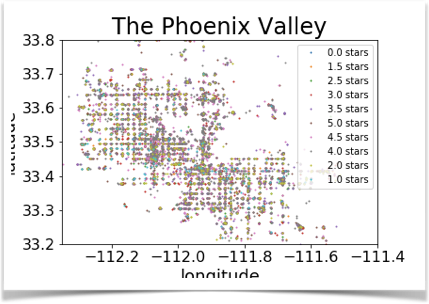 The Phoenix Valley
33.8
33.7
33.6
33.5
33.4
33.3
33.2
latitude
0.0 stars
1.5 stars
2.5 stars
3.0 stars
3.5 stars
5.0 stars
4.5 stars
4.0 stars
2.0 stars
1.0 stars
−112.2 −112.0 −111.8 −111.6 −111.4
longitude